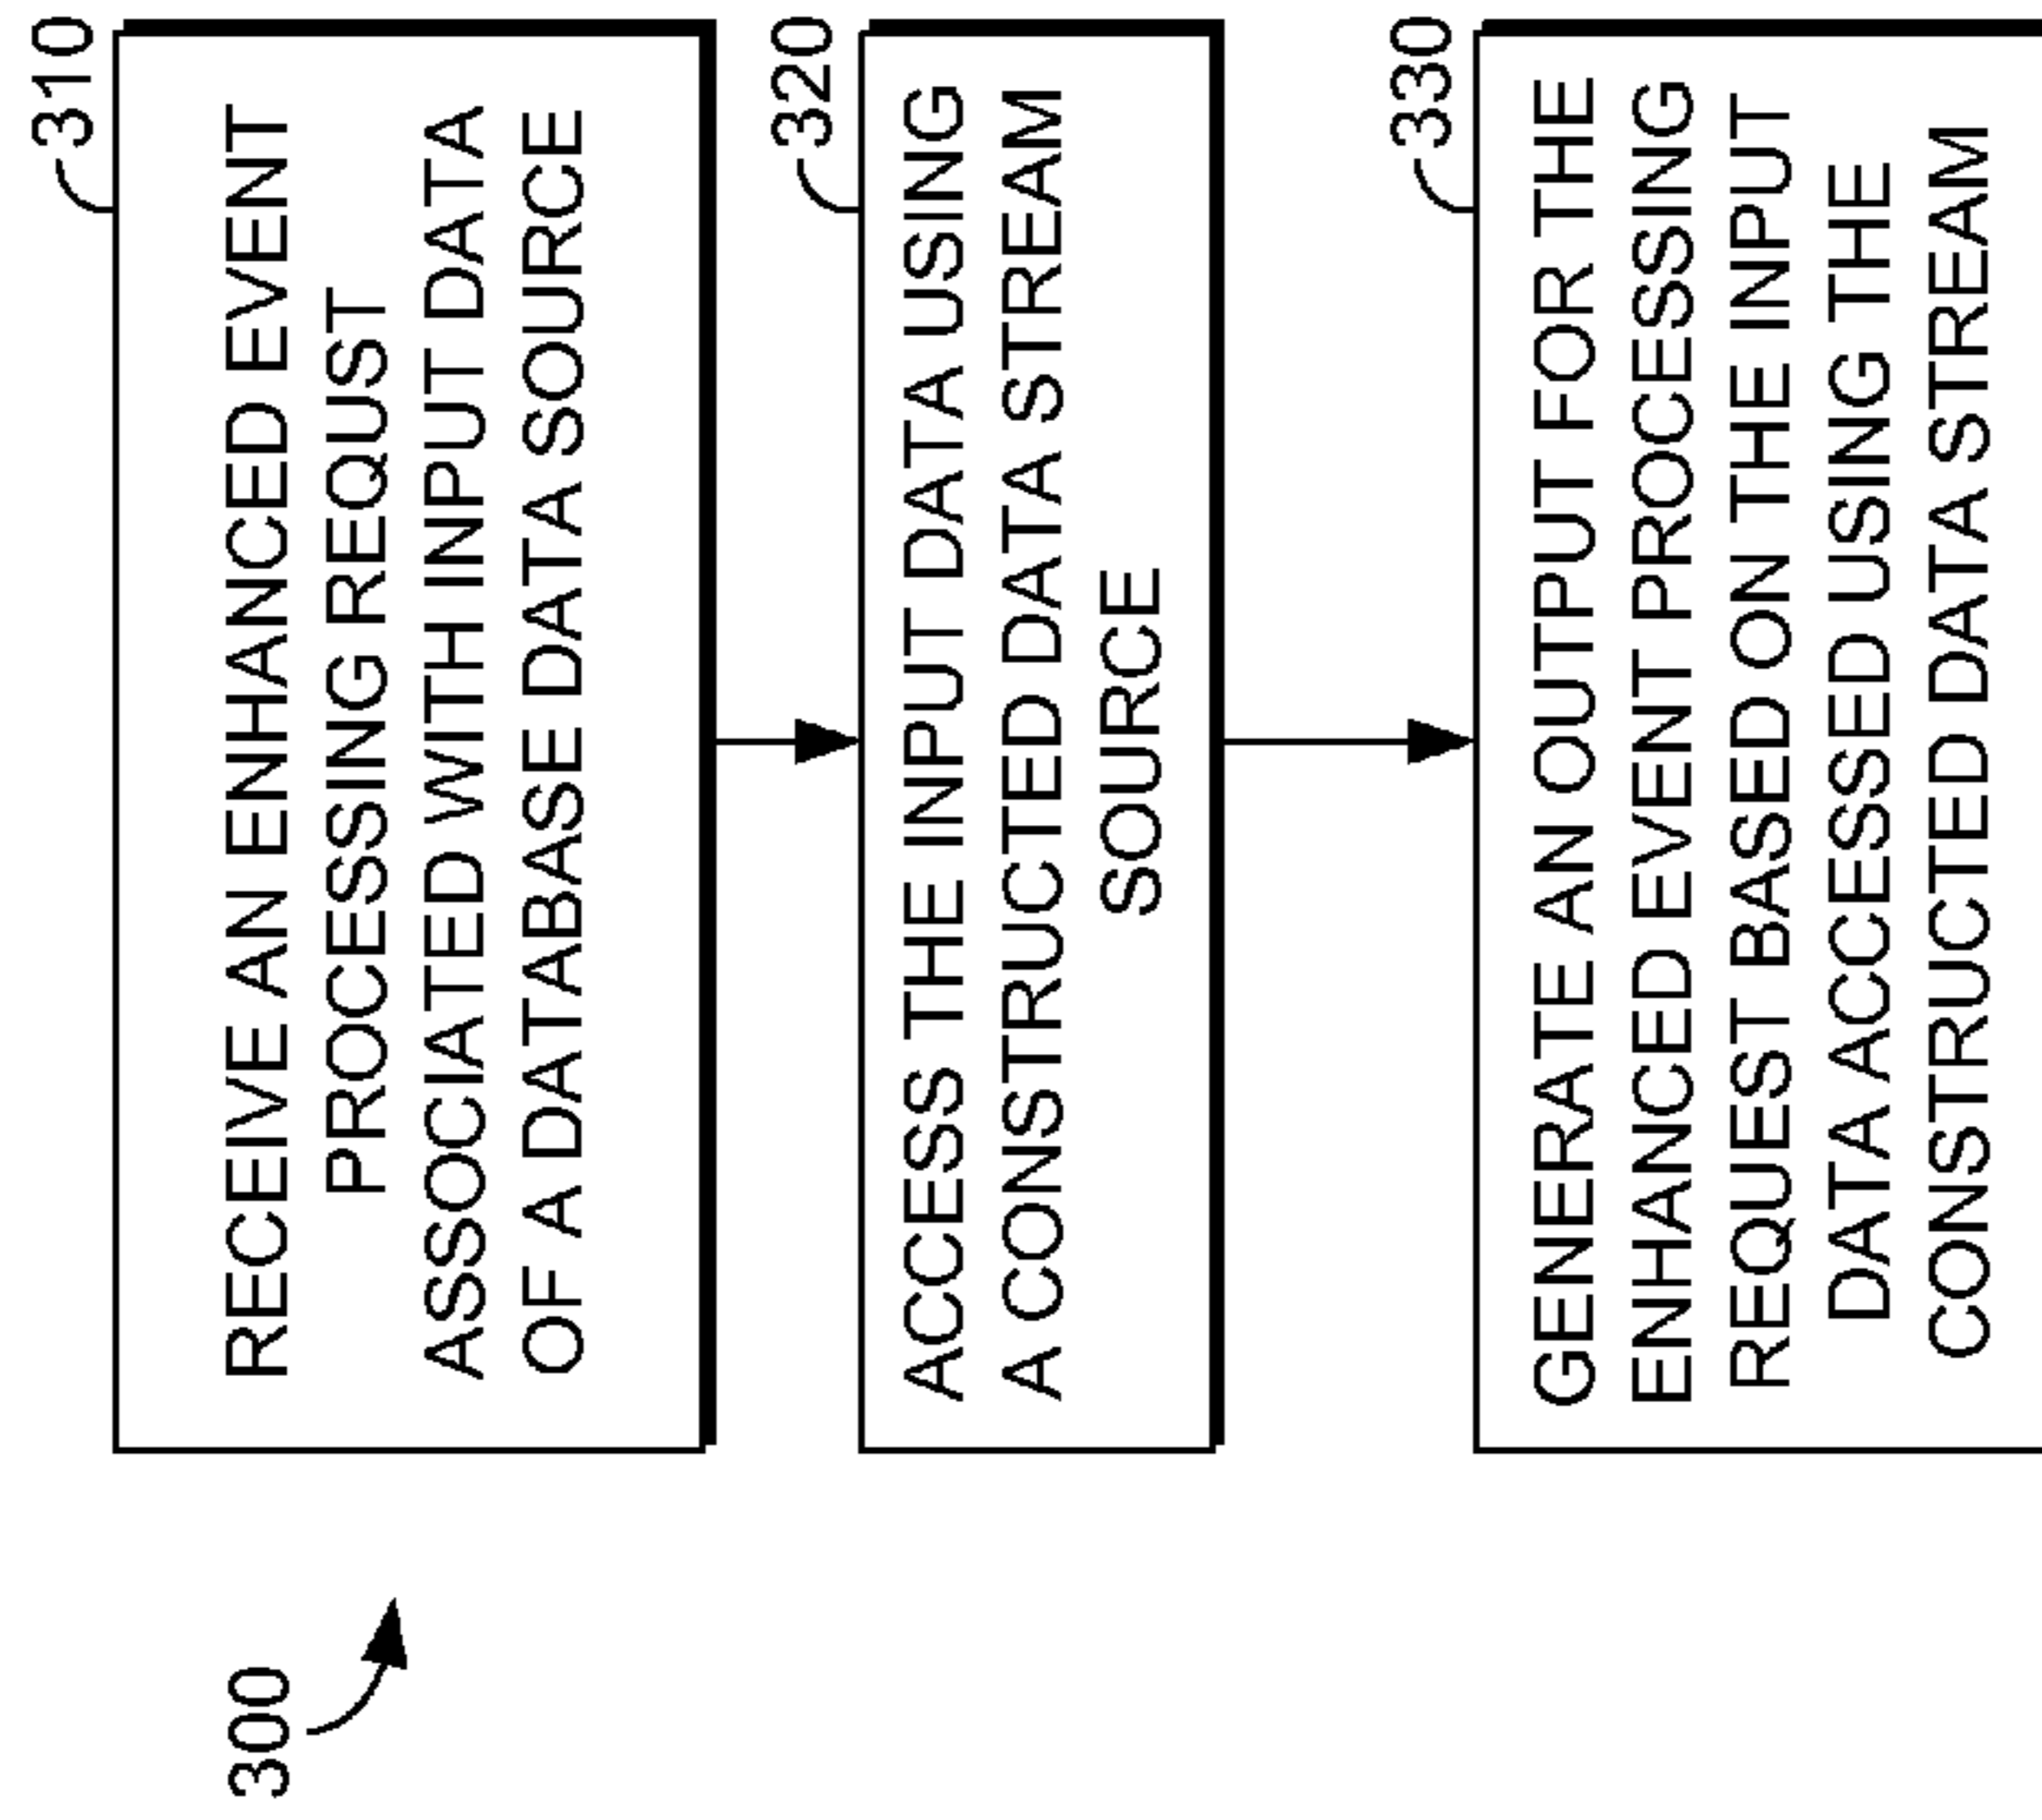 300
310
RECEIVE AN ENHANCED EVENT
PROCESSING REQUST
ASSOCIATED WITH INPUT DATA
OF A DATABASE DATA SOURCE
320
ACCESS THE INPUT DATA USING
A CONSTRUCTED DATA STREAM
SOURCE
330
GENERATE AN OUTPUT FOR THE
ENHANCED EVENT PROCESSING
REQUEST BASED ON THE INPUT
DATA ACCESSED USING THE
CONSTRUCTED DATA STREAM